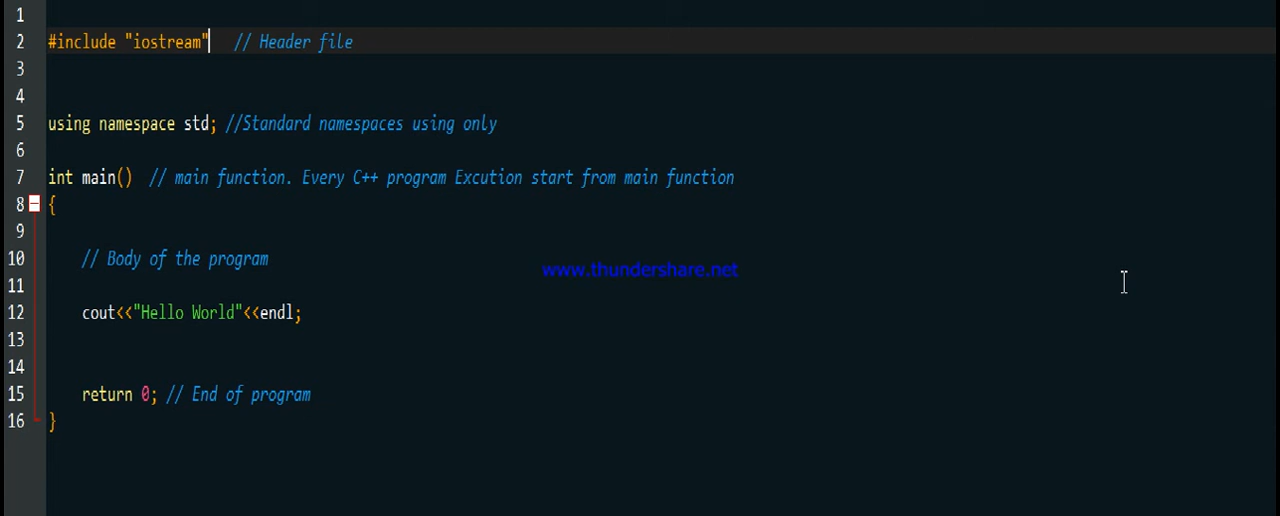 1
2 #include "iostream" // Header file
3
4
5 using namespace std; //Standard namespaces using only
6
7 int main() // main function. Every C++ program Excution start from main function
8 {
9
10 // Body of the program
www.thundershare.net
11
12 cout<<"Hello World"<<endl;
13
14
15 return 0; // End of program
16 }